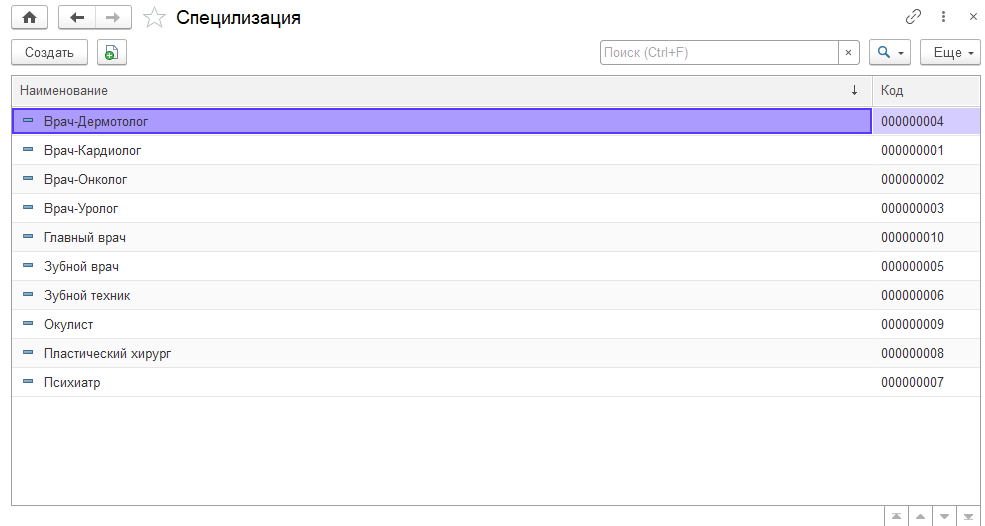 Специлизация
Создать Поиск (Ctrl+F) × Еще
Наименование ↓ Код
Врач-Дермотолог 000000004
Врач-Кардиолог 000000001
Врач-Онколог 000000002
Врач-Уролог 000000003
Главный врач 000000010
Зубной врач 000000005
Зубной техник 000000006
Окулист 000000009
Пластический хирург 000000008
Психиатр 000000007